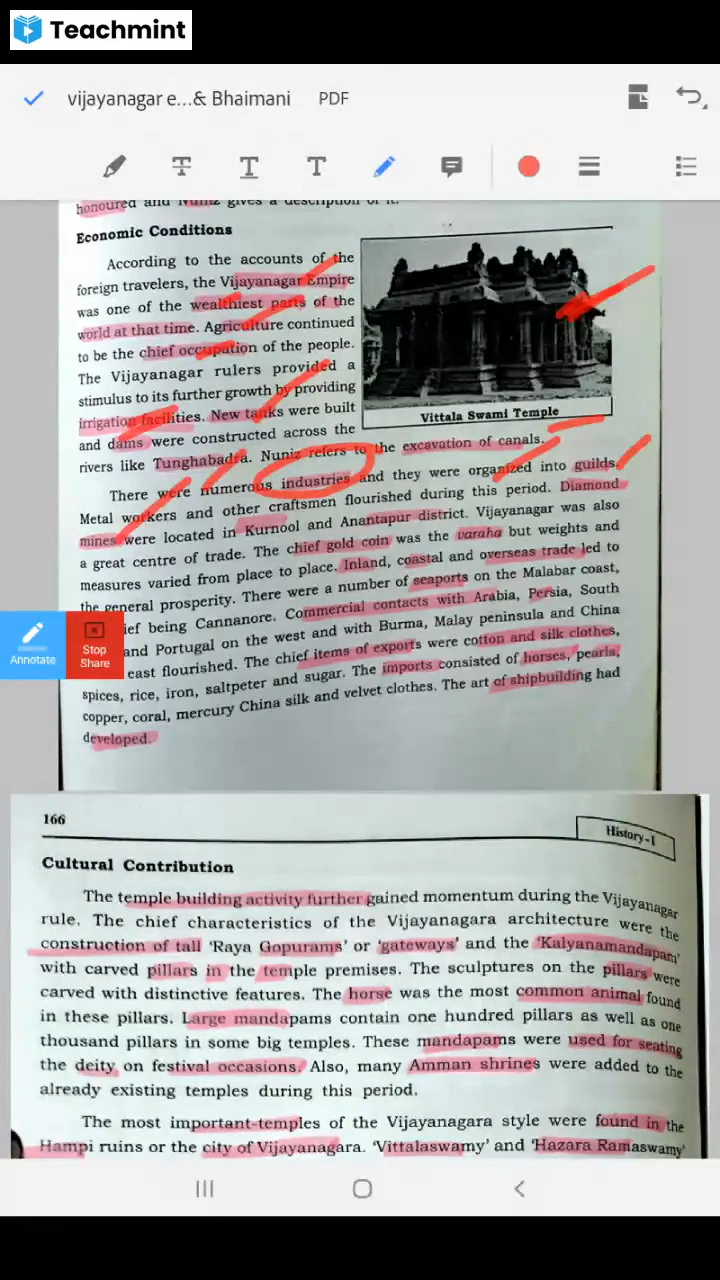 Teachmint
vijayanagar e...& Bhaimani PDF
honoured and Nuniz gives a description of it.
Economic Conditions
According to the accounts of the
foreign travelers, the Vijayanagar Empire
was one of the wealthiest parts of the
world at that time. Agriculture continued
to be the chief occupation of the people.
The Vijayanagar rulers provided a
stimulus to its further growth by providing
irrigation facilities. New tanks were built
and dams were constructed across the
rivers like Tunghabadra. Nuniz refers to the excavation of canals.
Vittala Swami Temple
There were numerous industries and they were organized into guilds.
Metal workers and other craftsmen flourished during this period. Diamond
mines were located in Kurnool and Anantapur district. Vijayanagar was also
a great centre of trade. The chief gold coin was the varaha but weights and
measures varied from place to place. Inland, coastal and overseas trade led to
the general prosperity. There were a number of seaports on the Malabar coast,
ief being Cannanore. Commercial contacts with Arabia, Persia, South
and Portugal on the west and with Burma, Malay peninsula and China
east flourished. The chief items of exports were cotton and silk clothes,
spices, rice, iron, saltpeter and sugar. The imports consisted of horses, pearls,
copper, coral, mercury China silk and velvet clothes. The art of shipbuilding had
developed.
Annotate
Stop
Share
166
History-I
Cultural Contribution
The temple building activity further gained momentum during the Vijayanagar
rule. The chief characteristics of the Vijayanagara architecture were the
construction of tall 'Raya Gopurams' or 'gateways' and the 'Kalyanamandapam'
with carved pillars in the temple premises. The sculptures on the pillars were
carved with distinctive features. The horse was the most common animal found
in these pillars. Large mandapams contain one hundred pillars as well as one
thousand pillars in some big temples. These mandapams were used for seating
the deity on festival occasions. Also, many Amman shrines were added to the
already existing temples during this period.
The most important-temples of the Vijayanagara style were found in the
Hampi ruins or the city of Vijayanagara. 'Vittalaswamy' and 'Hazara Ramaswamy'